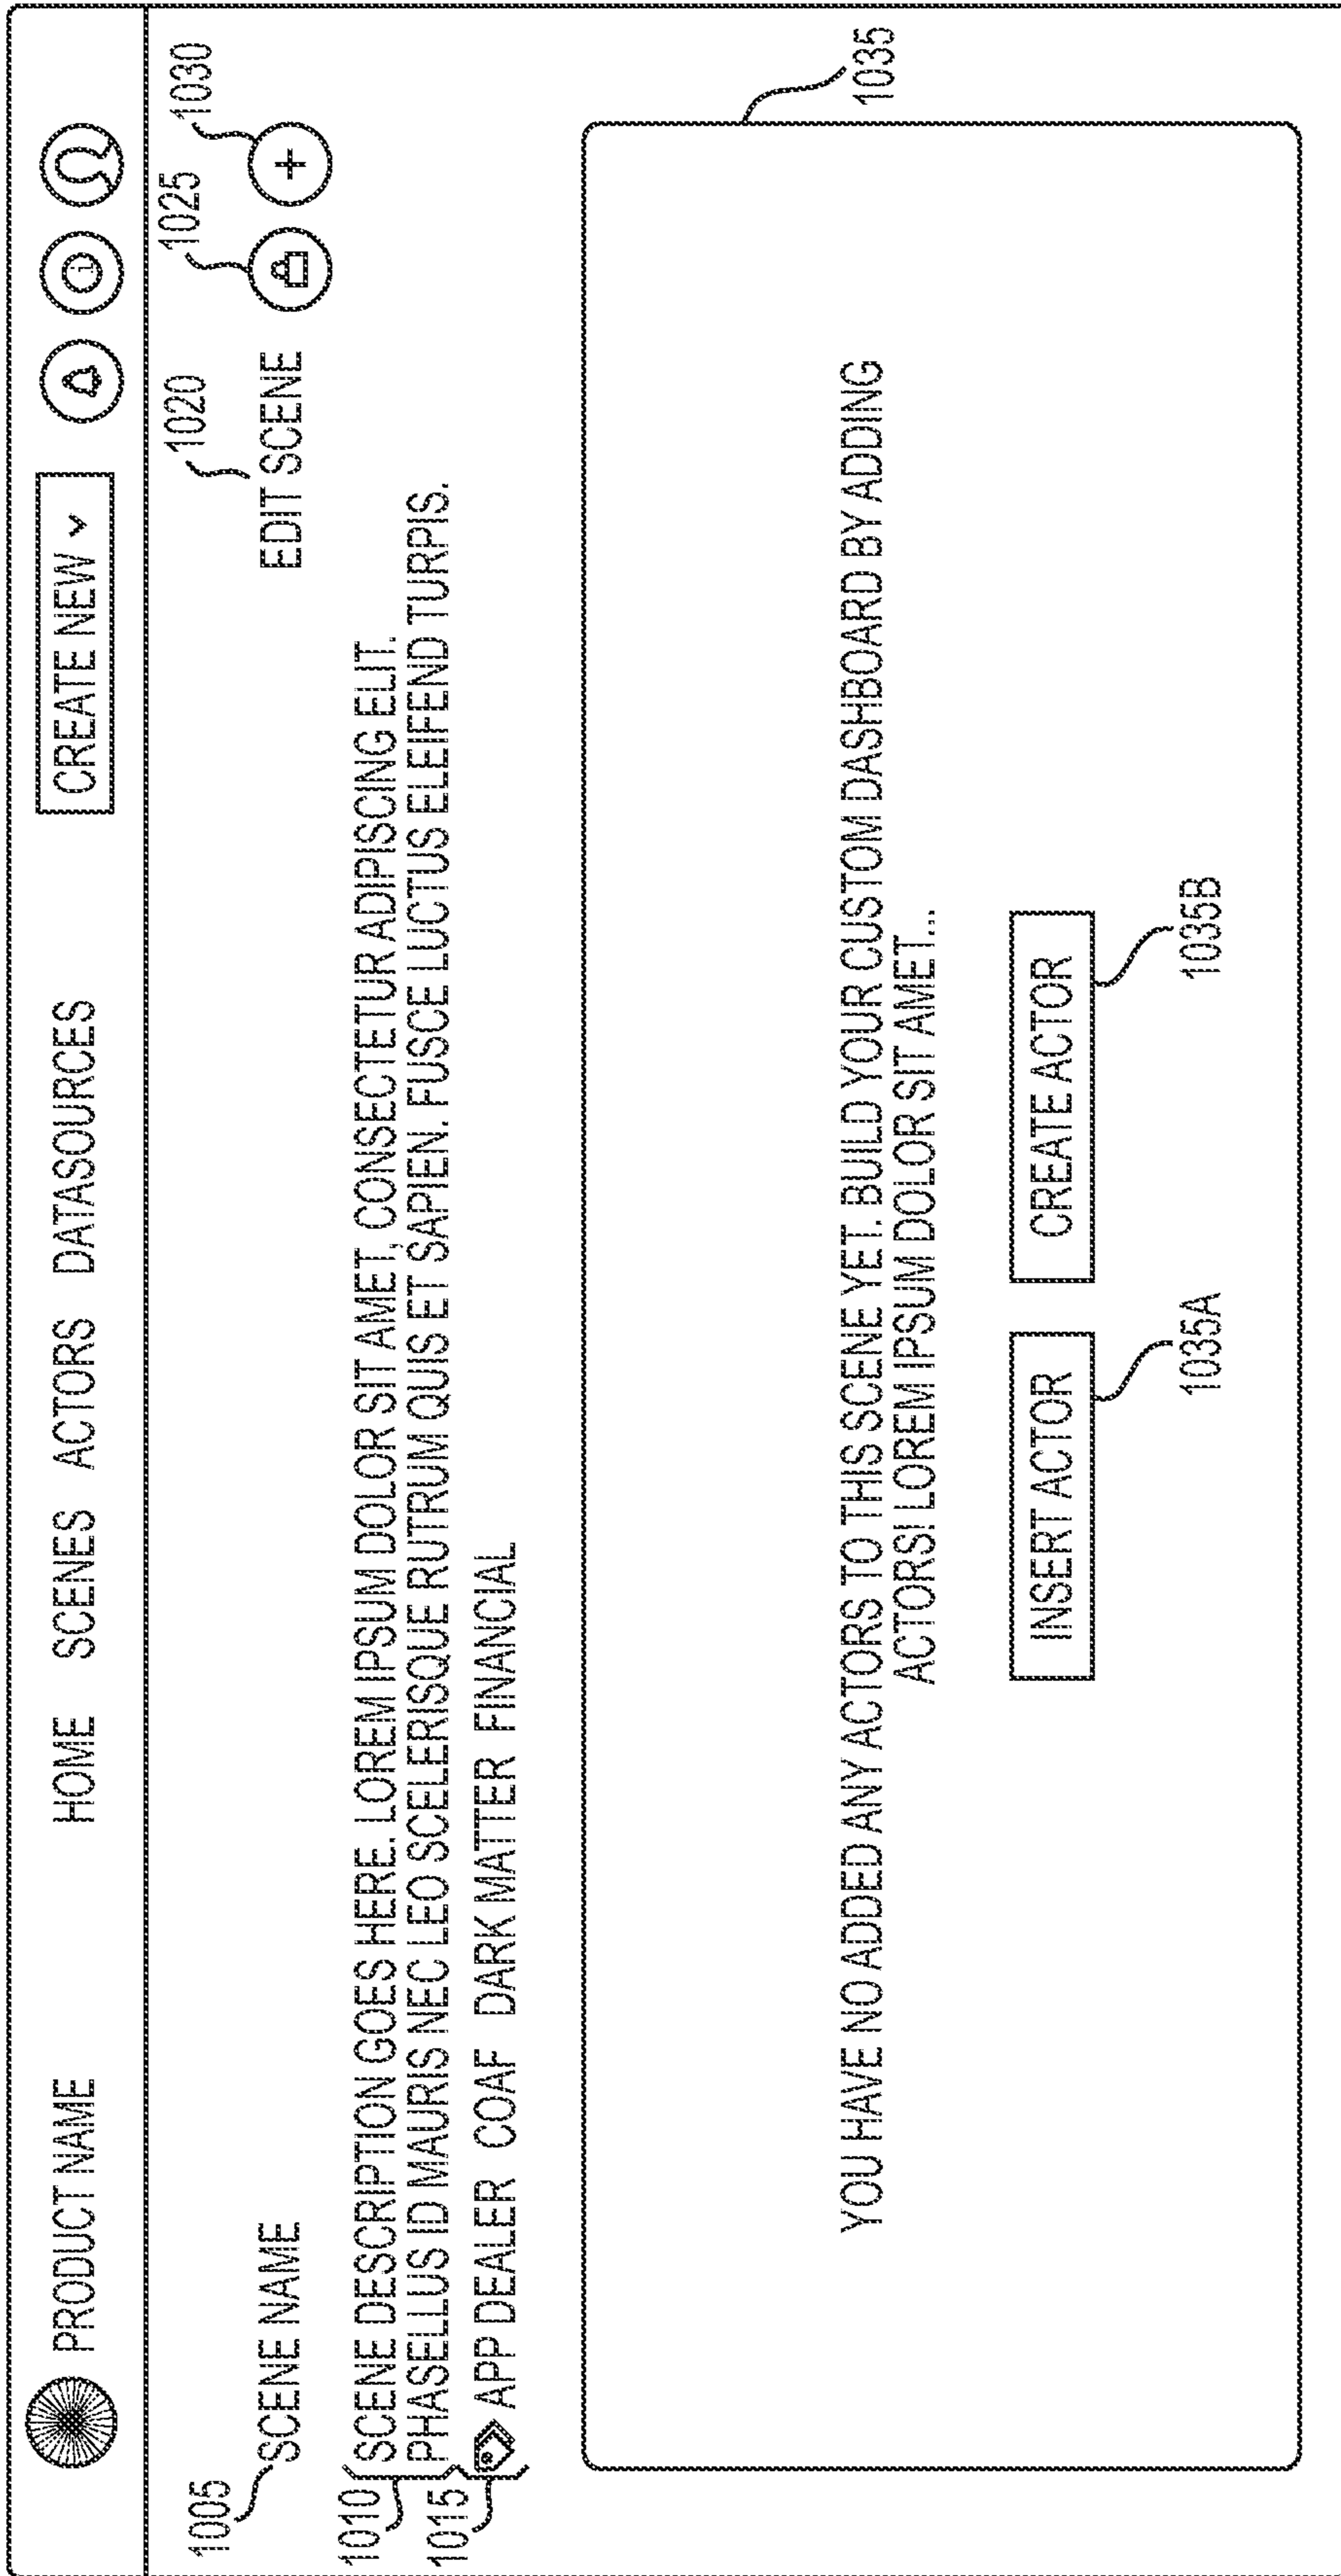 PRODUCT NAME
HOME SCENES ACTORS DATASOURCES
CREATE NEW
1005
SCENE NAME
1020
EDIT SCENE
1025
1030
1010
SCENE DESCRIPTION GOES HERE. LOREM IPSUM DOLOR SIT AMET, CONSECTETUR ADIPISCING ELIT.
PHASELLUS ID MAURIS NEC LEO SCELERISQUE RUTRUM QUIS ET SAPIEN. FUSCE LUCTUS ELEIFEND TURPIS.
1015
APP DEALER COAF DARK MATTER FINANCIAL
1035
YOU HAVE NO ADDED ANY ACTORS TO THIS SCENE YET. BUILD YOUR CUSTOM DASHBOARD BY ADDING
ACTORS! LOREM IPSUM DOLOR SIT AMET...
INSERT ACTOR
CREATE ACTOR
1035A
1035B